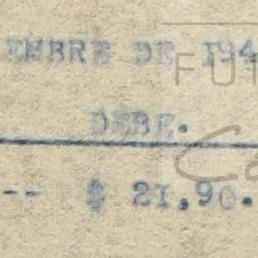 EMBRE DE 194
DEBE.
-- $ 21,90.